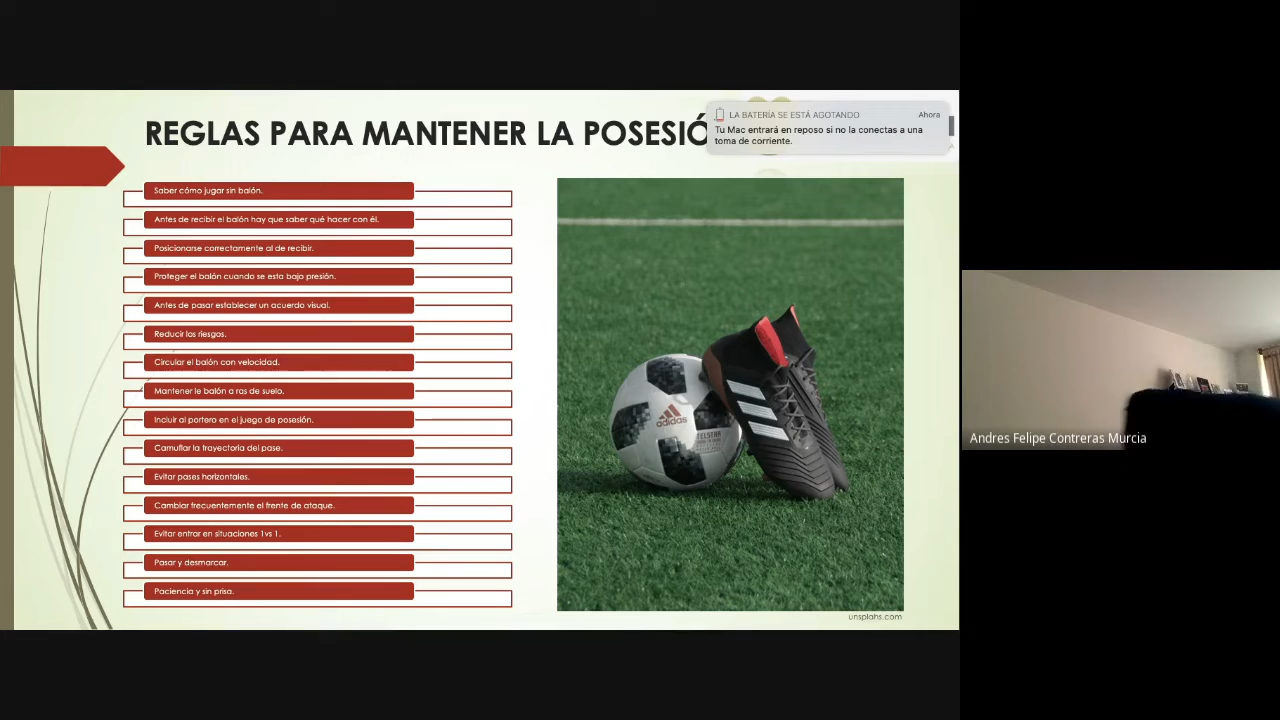 REGLAS PARA MANTENER LA POSESIÓ
LA BATERÍA SE ESTÁ AGOTANDO
Ahora
Tu Mac entrará en reposo si no la conectas a una
toma de corriente.
Saber cómo jugar sin balón.
Antes de recibir el balón hay que saber qué hacer con él.
Posicionarse correctamente al de recibir.
Proteger el balón cuando se esta bajo presión.
Antes de pasar establecer un acuerdo visual.
Reducir los riesgos.
Circular el balón con velocidad.
Mantener le balón a ras de suelo.
Incluir al portero en el juego de posesión.
Camuflar la trayectoria del pase.
Evitar pases horizontales.
Cambiar frecuentemente el frente de ataque.
Evitar entrar en situaciones 1vs 1.
Pasar y desmarcar.
Paciencia y sin prisa.
adidas
TELSTAR
unsplahs.com
Andres Felipe Contreras Murcia